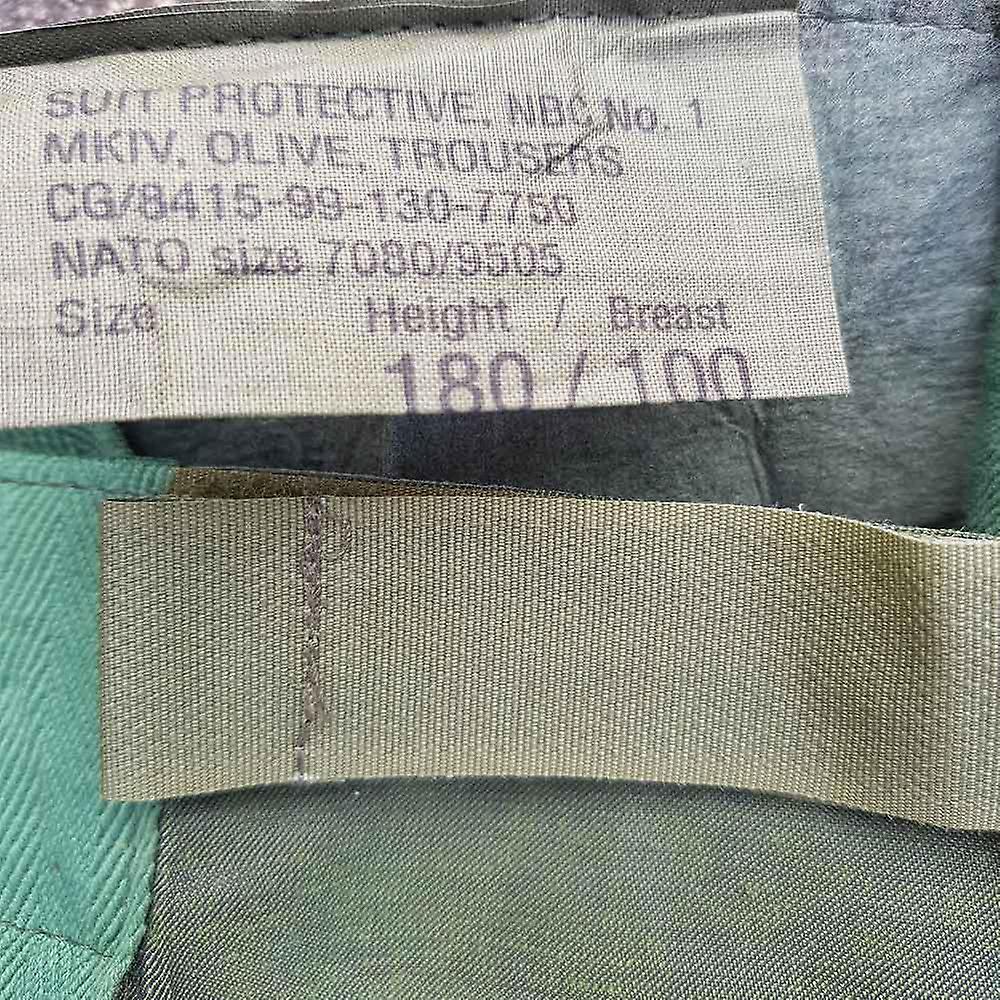 SUIT PROTECTIVE, NBC No. 1
MKIV, OLIVE, TROUSERS
CG/8415-99-130-7750
NATO size 7080/9505
Size Height / Breast
180 / 100